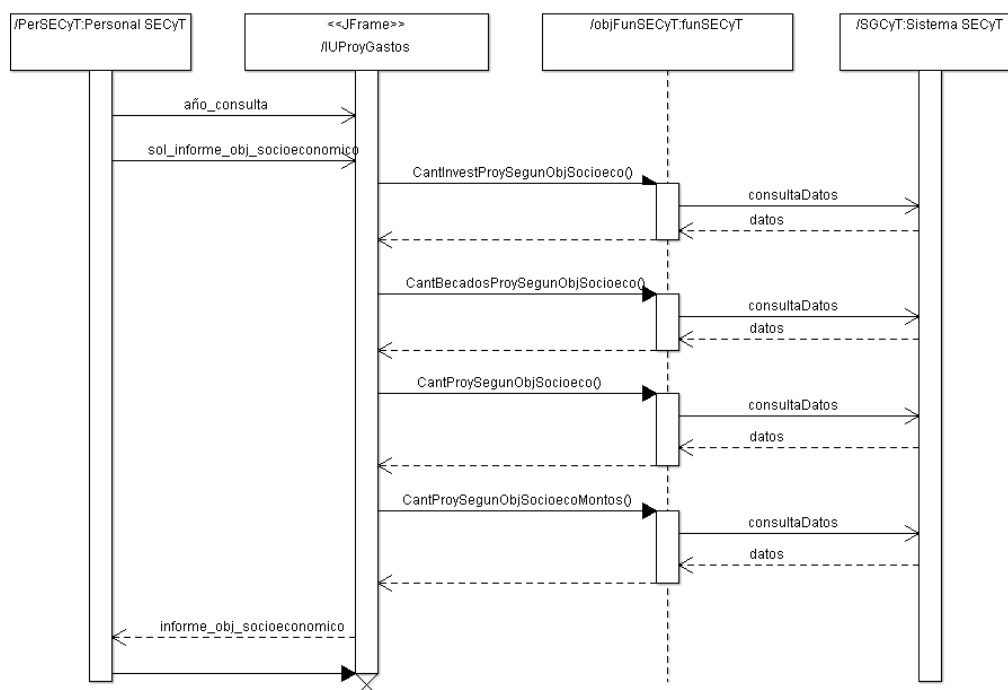 /PerSECyT:Personal SECyT
<<JFrame>>
/IUProyGastos
/objFunSECyT:funSECyT
/SGCyT:Sistema SECyT
año_consulta
sol_informe_obj_socioeconomico
CantInvestProySegunObjSocioeco()
consultaDatos
datos
CantBecadosProySegunObjSocioeco()
consultaDatos
datos
CantProySegunObjSocioeco()
consultaDatos
datos
CantProySegunObjSocioecoMontos()
consultaDatos
datos
informe_obj_socioeconomico